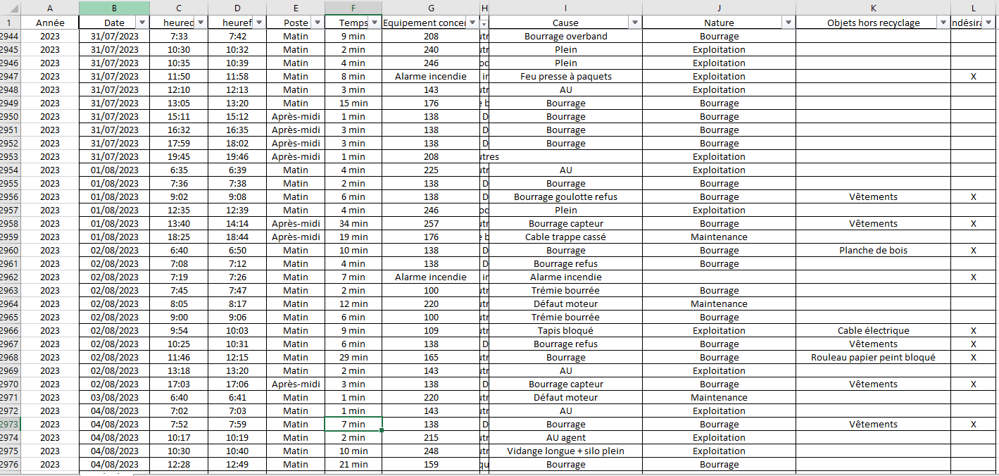 A B C D E F G H I J K L
1 Année Date heured heuref Poste Temps Equipement concer Cause Nature Objets hors recyclage ndésira
2944 2023 31/07/2023 7:33 7:42 Matin 9 min 208 utr Bourrage overband Bourrage
2945 2023 31/07/2023 10:30 10:32 Matin 2 min 240 utr Plein Exploitation
2946 2023 31/07/2023 10:35 10:39 Matin 4 min 246 oc Plein Exploitation
2947 2023 31/07/2023 11:50 11:58 Matin 8 min Alarme incendie in Feu presse à paquets Exploitation X
2948 2023 31/07/2023 12:10 12:13 Matin 3 min 143 utr AU Exploitation
2949 2023 31/07/2023 13:05 13:20 Matin 15 min 176 e b Bourrage Bourrage
2950 2023 31/07/2023 15:11 15:12 Après-midi 1 min 138 D Bourrage Bourrage
2951 2023 31/07/2023 16:32 16:35 Après-midi 3 min 138 D Bourrage Bourrage
2952 2023 31/07/2023 17:59 18:02 Après-midi 3 min 138 D Bourrage Bourrage
2953 2023 31/07/2023 19:45 19:46 Après-midi 1 min 208 utres Exploitation
2954 2023 01/08/2023 6:35 6:39 Matin 4 min 225 utr AU Exploitation
2955 2023 01/08/2023 7:36 7:38 Matin 2 min 138 D Bourrage Bourrage
2956 2023 01/08/2023 9:02 9:08 Matin 6 min 138 D Bourrage goulotte refus Bourrage Vêtements X
2957 2023 01/08/2023 12:35 12:39 Matin 4 min 246 oc Plein Exploitation
2958 2023 01/08/2023 13:40 14:14 Après-midi 34 min 257 utr Bourrage capteur Bourrage Vêtements X
2959 2023 01/08/2023 18:25 18:44 Après-midi 19 min 176 e b Cable trappe cassé Maintenance
2960 2023 02/08/2023 6:40 6:50 Matin 10 min 138 D Bourrage Bourrage Planche de bois X
2961 2023 02/08/2023 7:08 7:12 Matin 4 min 138 D Bourrage refus Bourrage
2962 2023 02/08/2023 7:19 7:26 Matin 7 min Alarme incendie in Alarme incendie X
2963 2023 02/08/2023 7:45 7:47 Matin 2 min 100 utr Trémie bourrée Bourrage
2964 2023 02/08/2023 8:05 8:17 Matin 12 min 220 utr Défaut moteur Maintenance
2965 2023 02/08/2023 9:00 9:06 Matin 6 min 100 utr Trémie bourrée Bourrage
2966 2023 02/08/2023 9:54 10:03 Matin 9 min 109 utr Tapis bloqué Exploitation Cable électrique X
2967 2023 02/08/2023 10:25 10:31 Matin 6 min 138 D Bourrage refus Bourrage Vêtements X
2968 2023 02/08/2023 11:46 12:15 Matin 29 min 165 utr Bourrage Bourrage Rouleau papier peint bloqué X
2969 2023 02/08/2023 13:18 13:20 Matin 2 min 143 utr AU Exploitation
2970 2023 02/08/2023 17:03 17:06 Après-midi 3 min 138 D Bourrage capteur Bourrage Vêtements X
2971 2023 03/08/2023 6:40 6:41 Matin 1 min 220 utr Défaut moteur Maintenance
2972 2023 04/08/2023 7:02 7:03 Matin 1 min 143 utr AU Exploitation
2973 2023 04/08/2023 7:52 7:59 Matin 7 min 138 D Bourrage Bourrage Vêtements X
2974 2023 04/08/2023 10:17 10:19 Matin 2 min 215 utr AU agent Exploitation
2975 2023 04/08/2023 10:30 10:40 Matin 10 min 248 utr Vidange longue + silo plein Exploitation
2976 2023 04/08/2023 12:28 12:49 Matin 21 min 159 qu Bourrage Bourrage